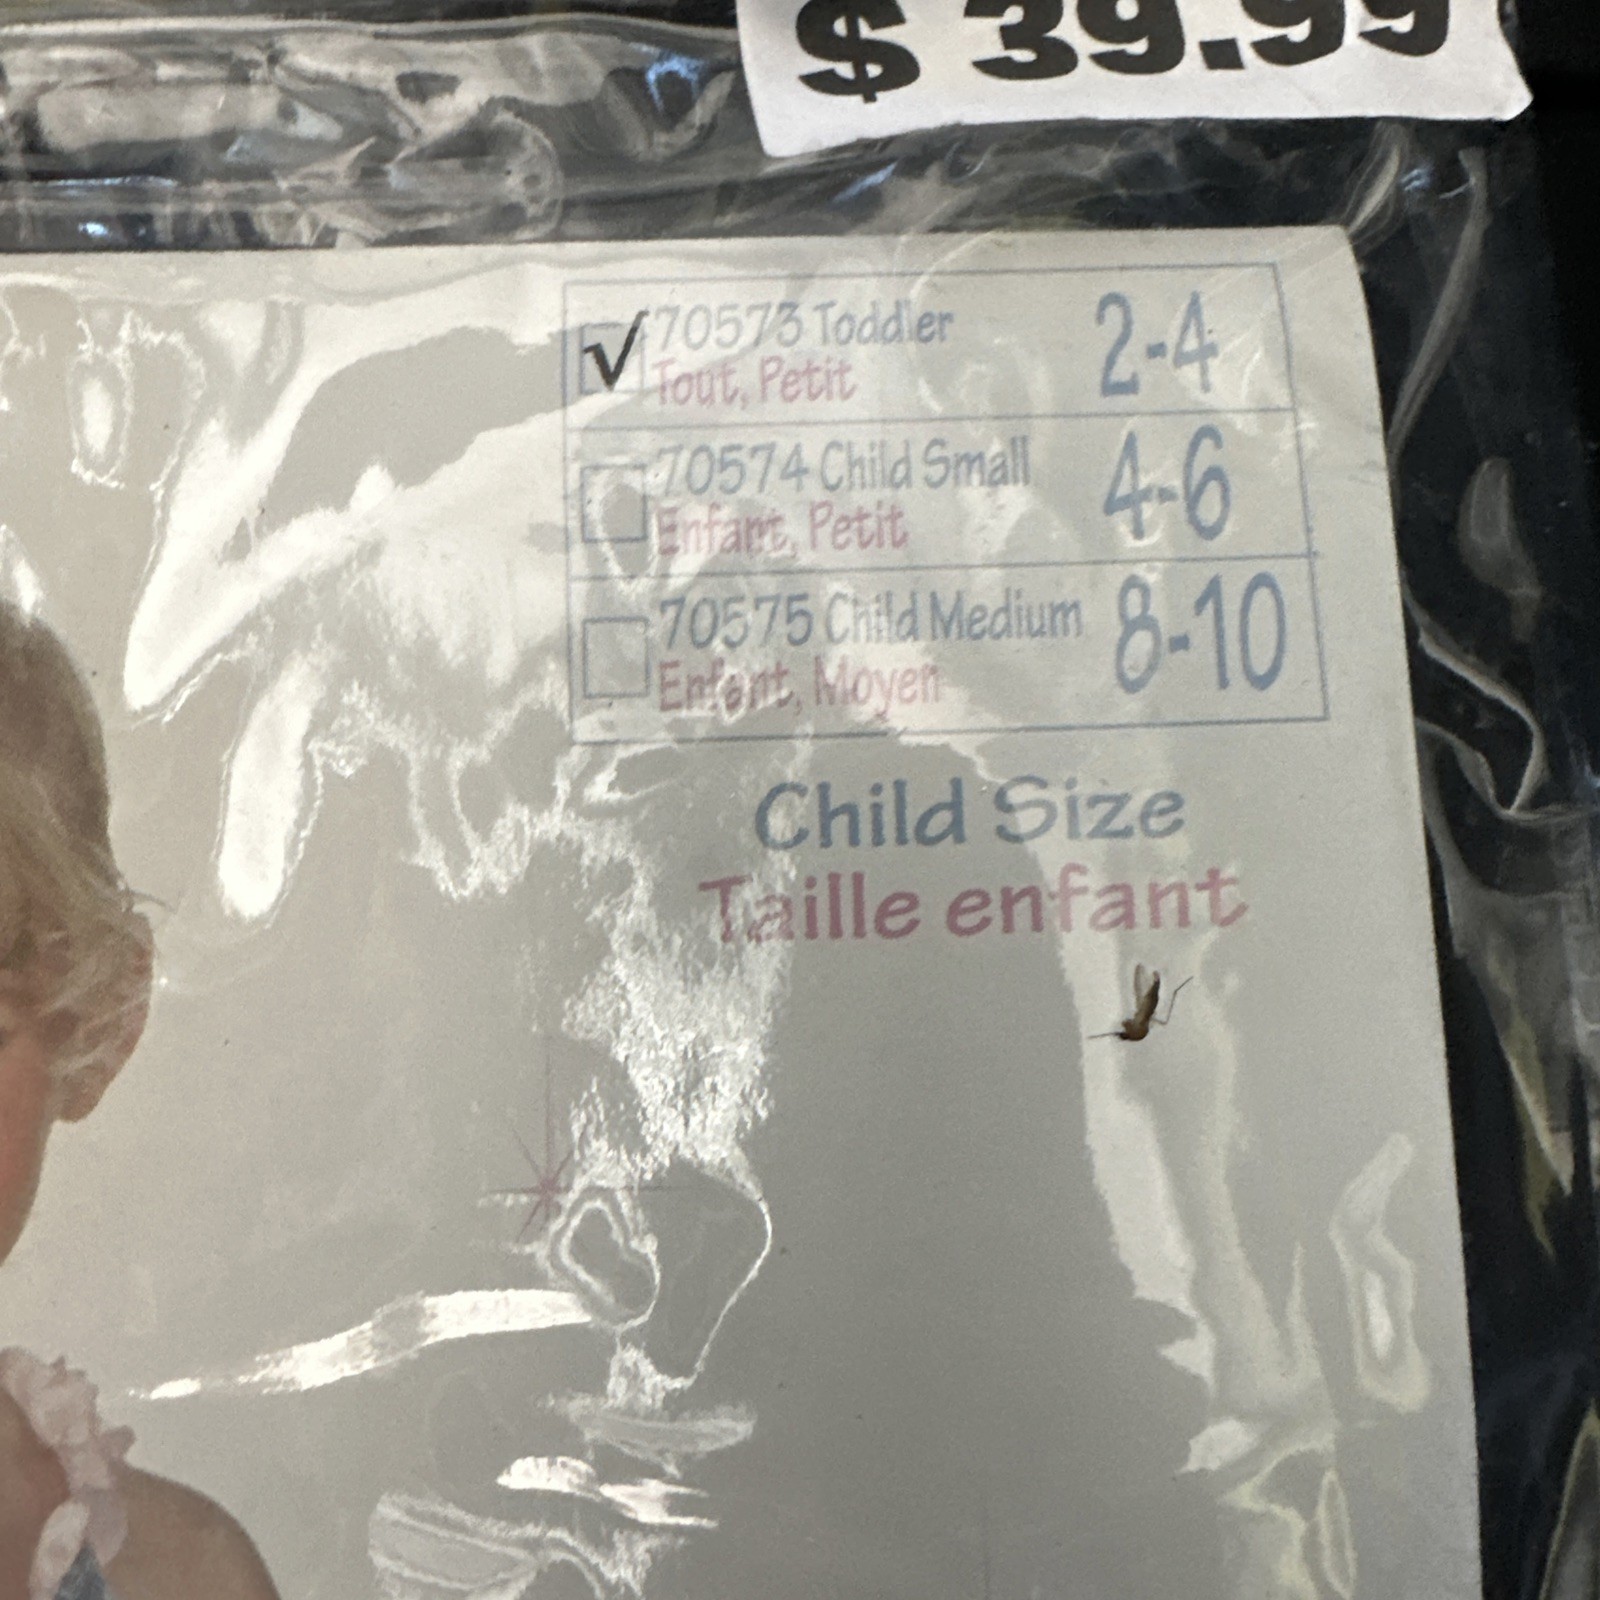 $ 39.99
√ 70573 Toddler 2-4
Tout, Petit
70574 Child Small 4-6
Enfant, Petit
70575 Child Medium 8-10
Enfant, Moyen
Child Size
Taille enfant